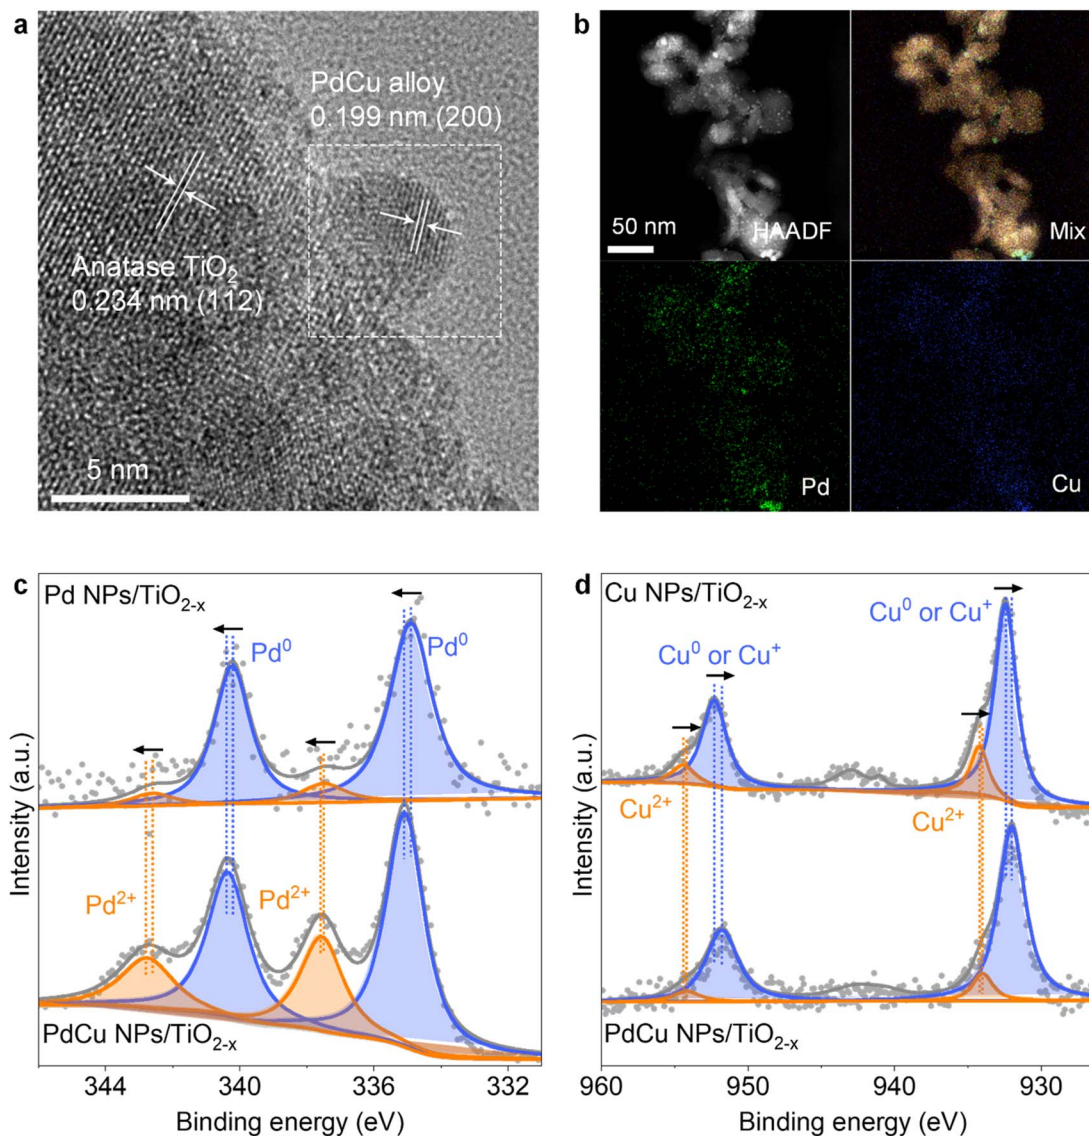 a
PdCu alloy
0.199 nm (200)
Anatase TiO₂
0.234 nm (112)
5 nm
b
50 nm
HAADF
Mix
Pd
Cu
c
Pd NPs/TiO₂₋ₓ
Pd⁰
Pd⁰
Pd²⁺
Pd²⁺
PdCu NPs/TiO₂₋ₓ
Intensity (a.u.)
344
340
336
332
Binding energy (eV)
d
Cu NPs/TiO₂₋ₓ
Cu⁰ or Cu⁺
Cu⁰ or Cu⁺
Cu²⁺
Cu²⁺
PdCu NPs/TiO₂₋ₓ
Intensity (a.u.)
960
950
940
930
Binding energy (eV)